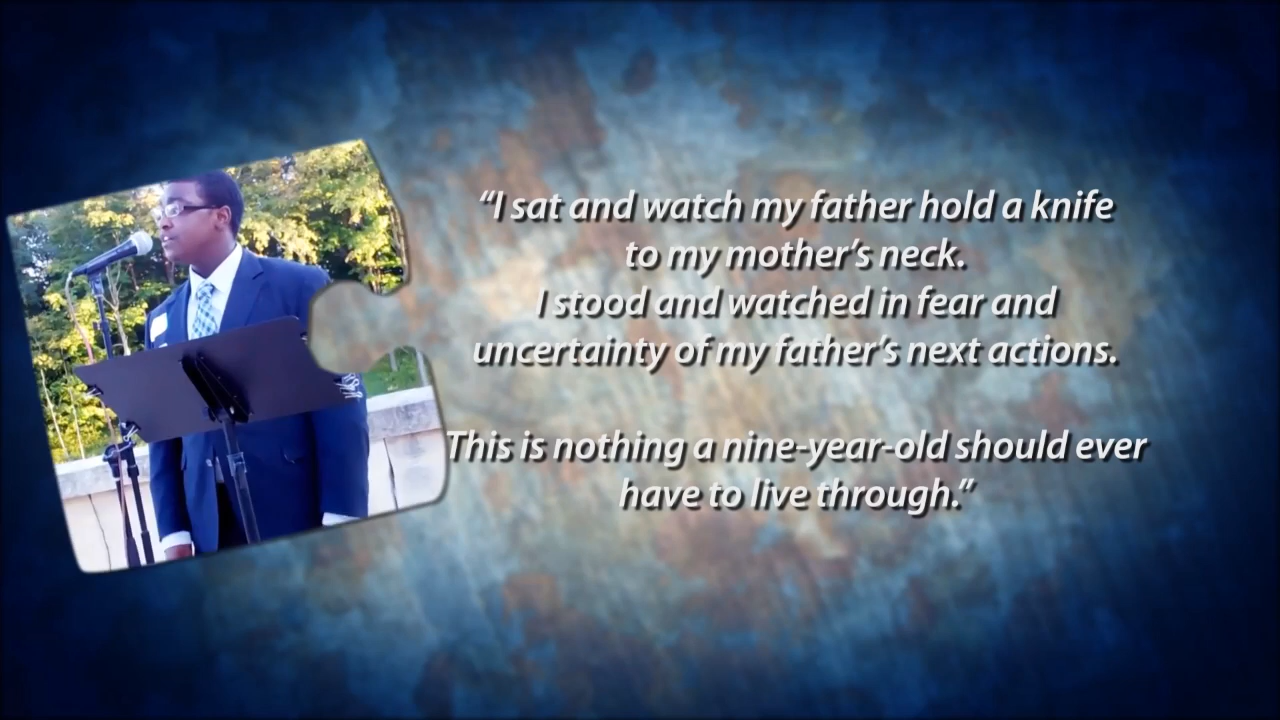 “I sat and watch my father hold a knife
to my mother’s neck.
I stood and watched in fear and
uncertainty of my father’s next actions.
This is nothing a nine-year-old should ever
have to live through.”